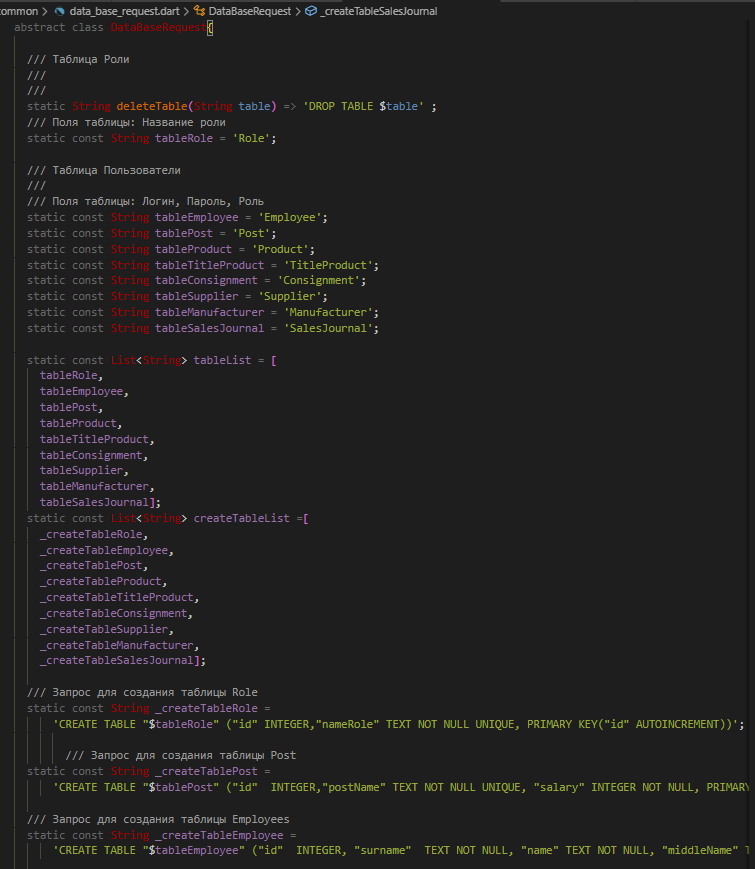 common > data_base_request.dart > DataBaseRequest > _createTableSalesJournal
abstract class DataBaseRequest{
/// Таблица Роли
///
///
static String deleteTable(String table) => 'DROP TABLE $table' ;
/// Поля таблицы: Название роли
static const String tableRole = 'Role';
/// Таблица Пользователи
///
/// Поля таблицы: Логин, Пароль, Роль
static const String tableEmployee = 'Employee';
static const String tablePost = 'Post';
static const String tableProduct = 'Product';
static const String tableTitleProduct = 'TitleProduct';
static const String tableConsignment = 'Consignment';
static const String tableSupplier = 'Supplier';
static const String tableManufacturer = 'Manufacturer';
static const String tableSalesJournal = 'SalesJournal';
static const List<String> tableList = [
tableRole,
tableEmployee,
tablePost,
tableProduct,
tableTitleProduct,
tableConsignment,
tableSupplier,
tableManufacturer,
tableSalesJournal];
static const List<String> createTableList =[
_createTableRole,
_createTableEmployee,
_createTablePost,
_createTableProduct,
_createTableTitleProduct,
_createTableConsignment,
_createTableSupplier,
_createTableManufacturer,
_createTableSalesJournal];
/// Запрос для создания таблицы Role
static const String _createTableRole =
'CREATE TABLE "$tableRole" ("id" INTEGER,"nameRole" TEXT NOT NULL UNIQUE, PRIMARY KEY("id" AUTOINCREMENT))';
/// Запрос для создания таблицы Post
static const String _createTablePost =
'CREATE TABLE "$tablePost" ("id"  INTEGER,"postName" TEXT NOT NULL UNIQUE, "salary" INTEGER NOT NULL, PRIMARY
/// Запрос для создания таблицы Employees
static const String _createTableEmployee =
'CREATE TABLE "$tableEmployee" ("id"  INTEGER, "surname"  TEXT NOT NULL, "name" TEXT NOT NULL, "middleName"